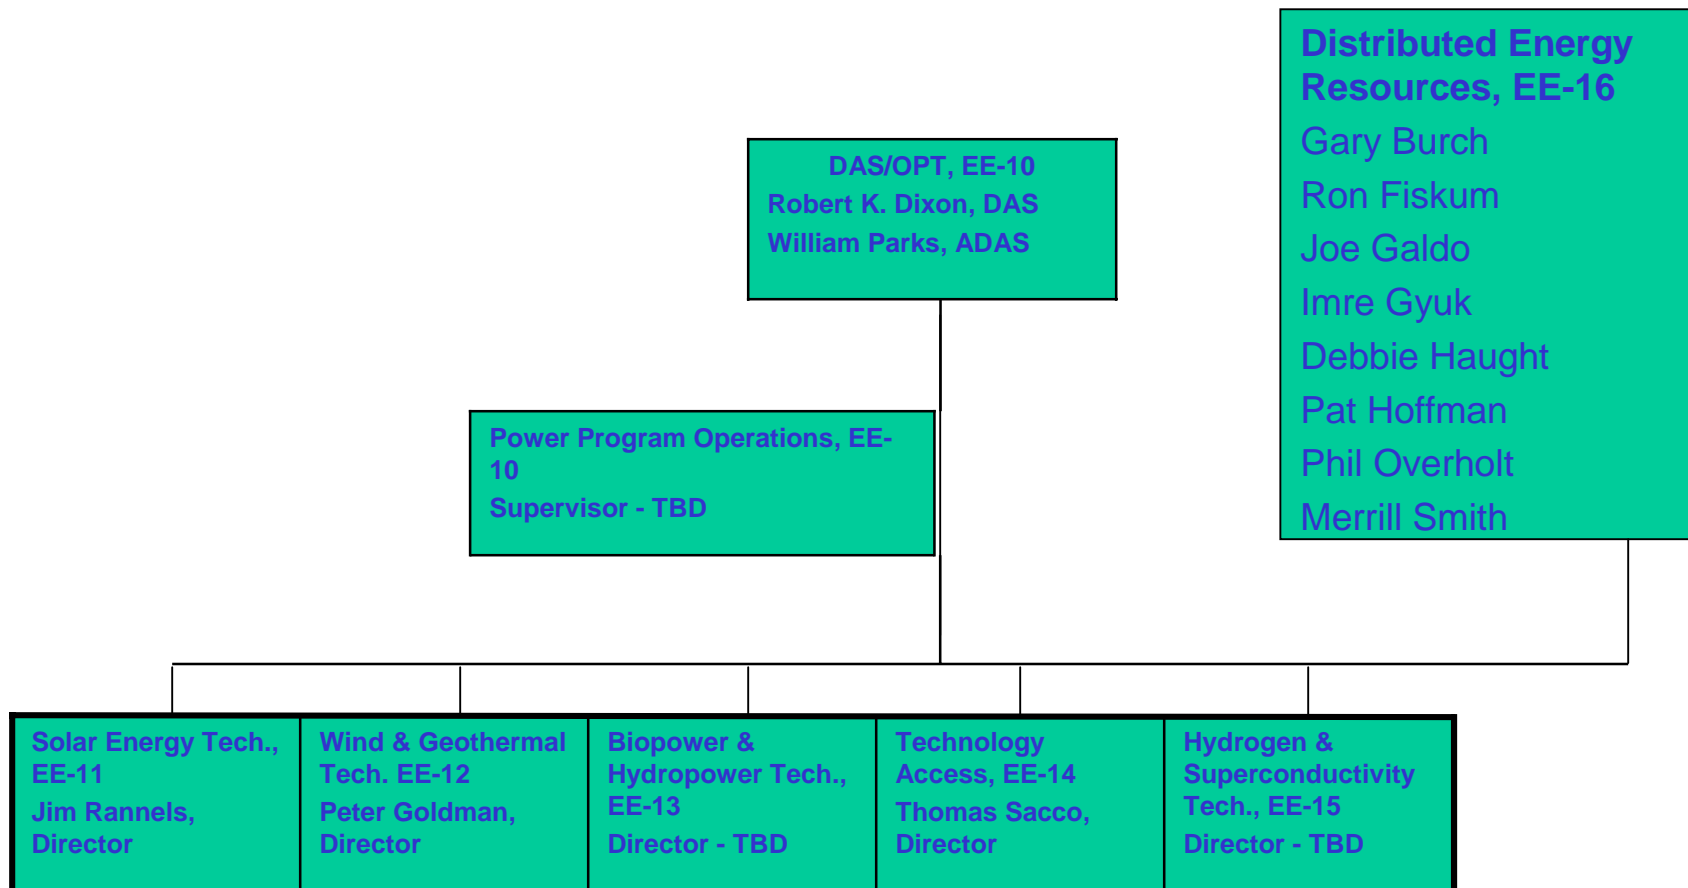 Distributed Energy
Resources, EE-16
Gary Burch
Ron Fiskum
Joe Galdo
Imre Gyuk
Debbie Haught
Pat Hoffman
Phil Overholt
Merrill Smith
DAS/OPT, EE-10
Robert K. Dixon, DAS
William Parks, ADAS
Power Program Operations, EE-
10
Supervisor - TBD
Solar Energy Tech.,
EE-11
Jim Rannels,
Director
Wind & Geothermal
Tech. EE-12
Peter Goldman,
Director
Biopower &
Hydropower Tech.,
EE-13
Director - TBD
Technology
Access, EE-14
Thomas Sacco,
Director
Hydrogen &
Superconductivity
Tech., EE-15
Director - TBD